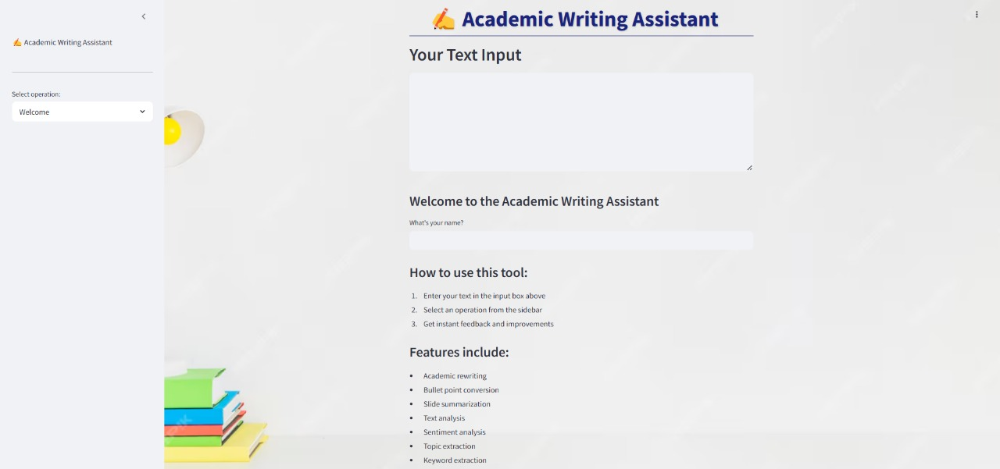 ✍️ Academic Writing Assistant
Select operation:
Welcome
✍️ Academic Writing Assistant
Your Text Input
Welcome to the Academic Writing Assistant
What's your name?
How to use this tool:
1. Enter your text in the input box above
2. Select an operation from the sidebar
3. Get instant feedback and improvements
Features include:
• Academic rewriting
• Bullet point conversion
• Slide summarization
• Text analysis
• Sentiment analysis
• Topic extraction
• Keyword extraction